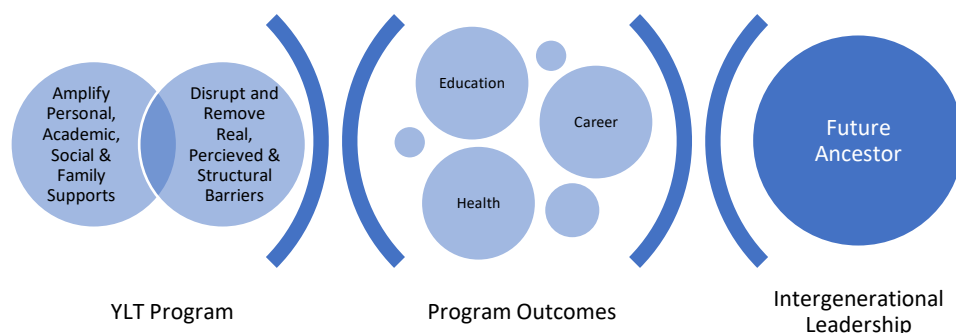 Amplify
Personal,
Academic,
Social &
Family
Supports
Disrupt and
Remove
Real,
Percieved &
Structural
Barriers
YLT Program
Education
Career
Health
Program Outcomes
Future
Ancestor
Intergenerational
Leadership